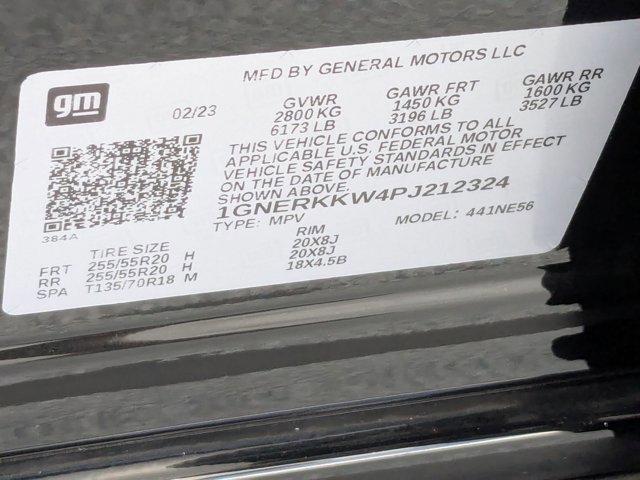 MFD BY GENERAL MOTORS LLC
gm
02/23
GVWR
2800 KG
6173 LB
GAWR FRT
1450 KG
3196 LB
GAWR RR
1600 KG
3527 LB
THIS VEHICLE CONFORMS TO ALL
APPLICABLE U.S. FEDERAL MOTOR
VEHICLE SAFETY STANDARDS IN EFFECT
ON THE DATE OF MANUFACTURE
SHOWN ABOVE.
1GNERKKW4PJ212324
TYPE: MPV
MODEL: 441NE56
384A
TIRE SIZE RIM
FRT 255/55R20 H 20X8J
RR 255/55R20 H 20X8J
SPA T135/70R18 M 18X4.5B